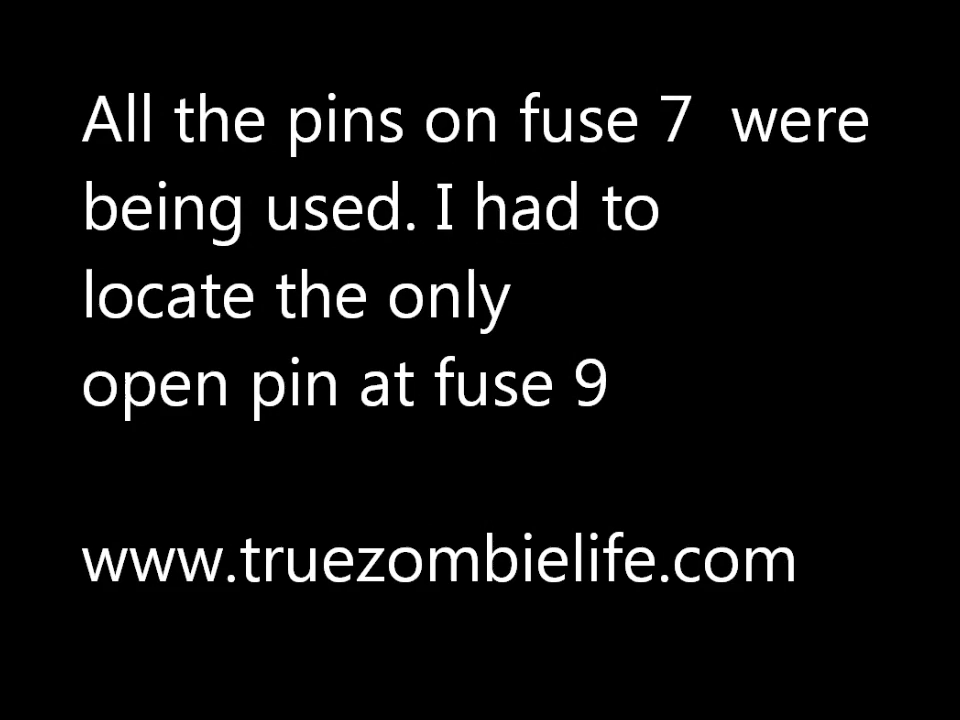 All the pins on fuse 7  were
being used. I had to
locate the only
open pin at fuse 9
www.truezombielife.com